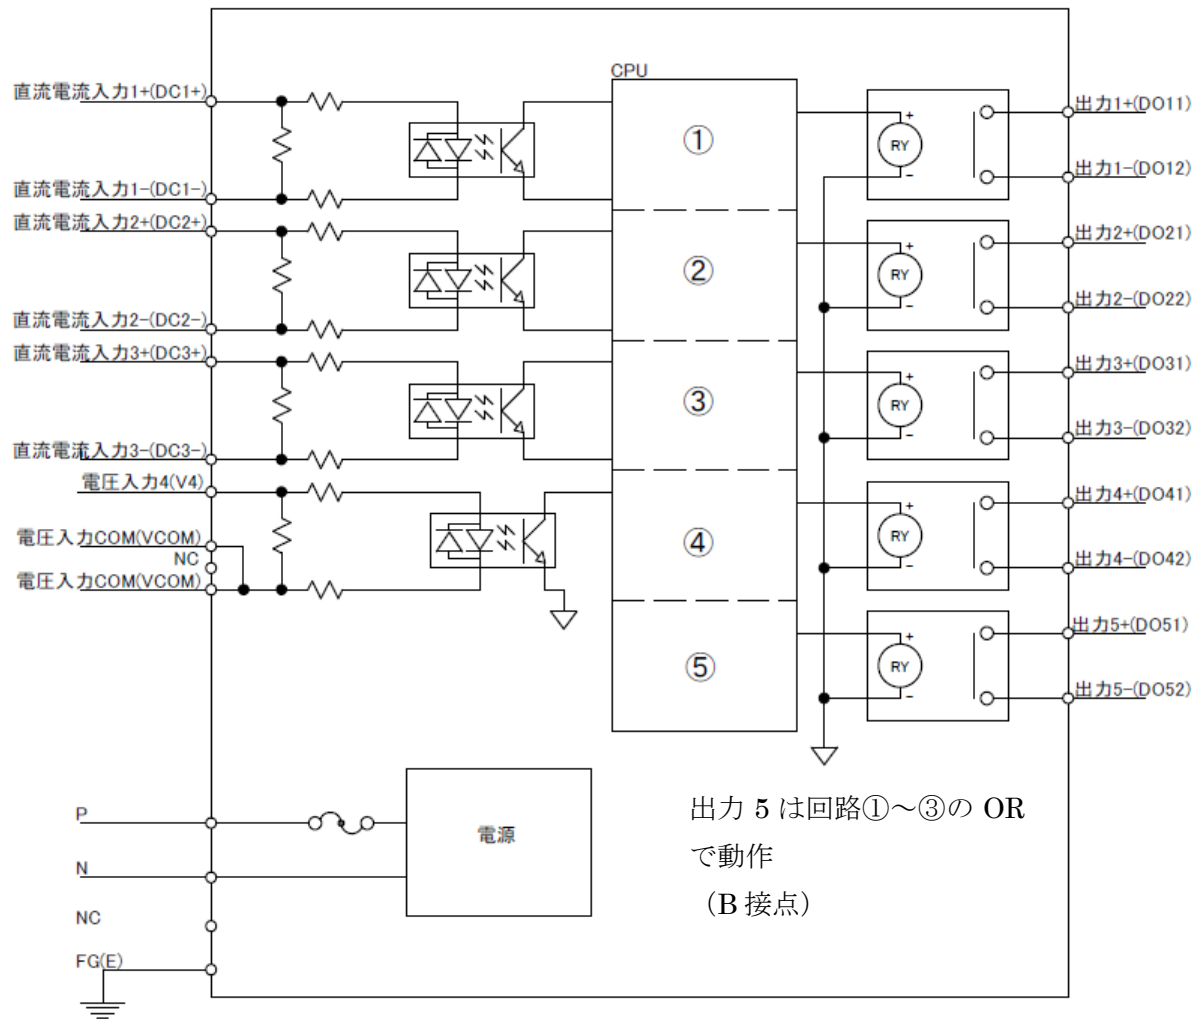 CPU
直流電流入力1+(DC1+)
直流電流入力1-(DC1-)
直流電流入力2+(DC2+)
直流電流入力2-(DC2-)
直流電流入力3+(DC3+)
直流電流入力3-(DC3-)
電圧入力4(V4)
電圧入力COM(VCOM)
NC
電圧入力COM(VCOM)
①
②
③
④
⑤
+
RY
-
+
RY
-
+
RY
-
+
RY
-
+
RY
-
出力1+(DO11)
出力1-(DO12)
出力2+(DO21)
出力2-(DO22)
出力3+(DO31)
出力3-(DO32)
出力4+(DO41)
出力4-(DO42)
出力5+(DO51)
出力5-(DO52)
P
N
NC
FG(E)
電源
出力 5 は回路①～③の OR
で動作
（B 接点）